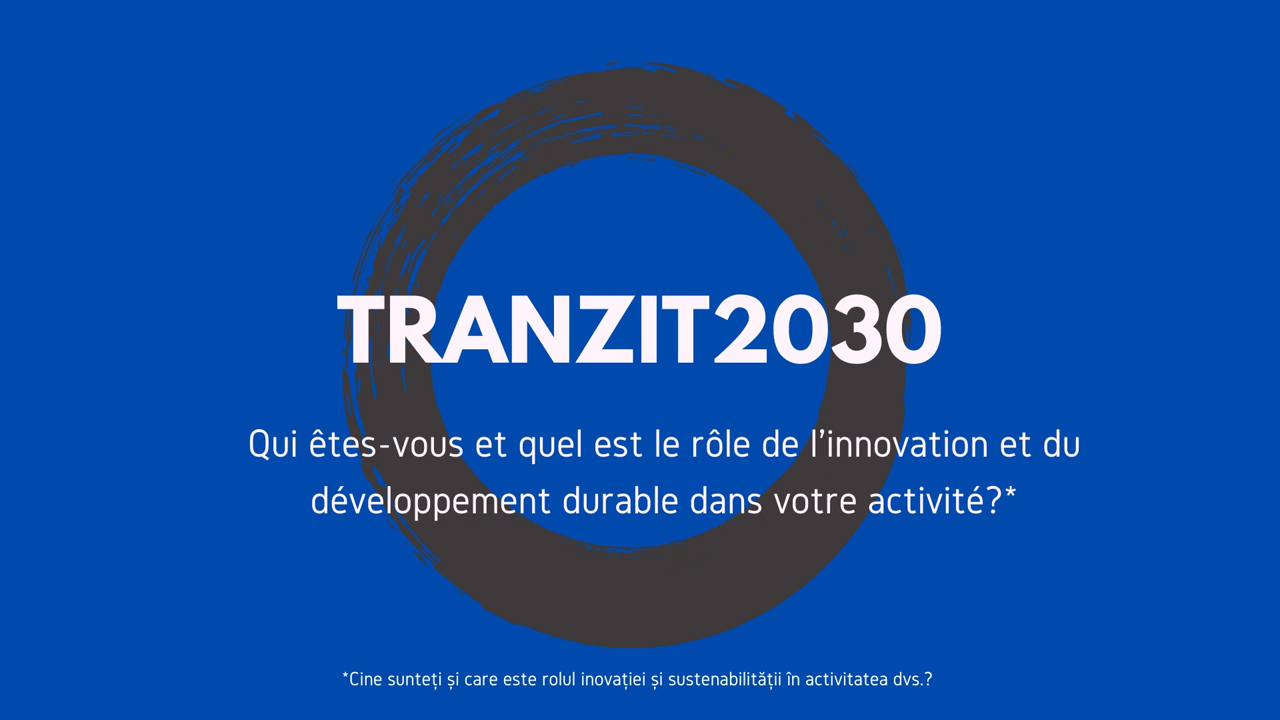 TRANZIT2030
Qui êtes-vous et quel est le rôle de l’innovation et du
développement durable dans votre activité?*
*Cine sunteți și care este rolul inovației și sustenabilității în activitatea dvs.?